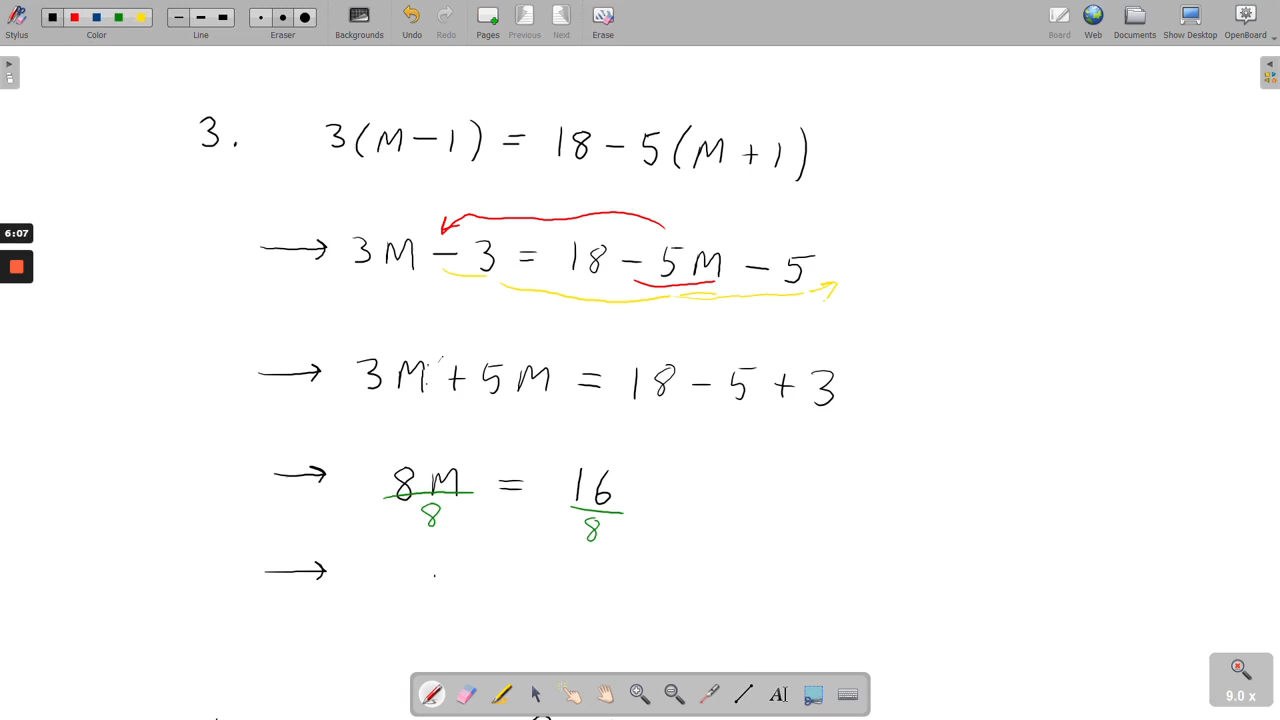 Stylus Color Line Eraser Backgrounds Undo Redo Pages Previous Next Erase Board Web Documents Show Desktop OpenBoard
3. 3(M-1) = 18-5(M+1)
6:07
→ 3M-3 = 18-5M-5
→ 3M+5M = 18-5+3
→ 8M = 16
8 8
→
AI
9.0 x